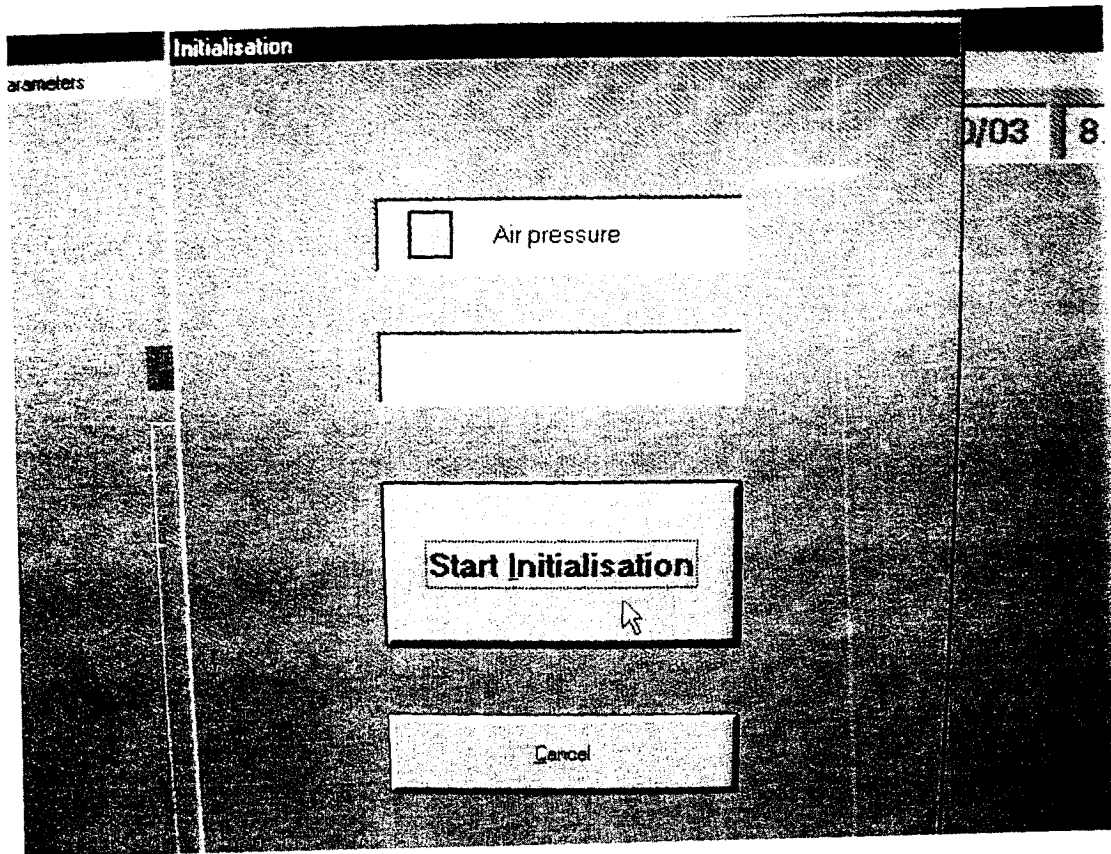 Initialisation
arameters
0/03 8
Air pressure
Start Initialisation
Cancel